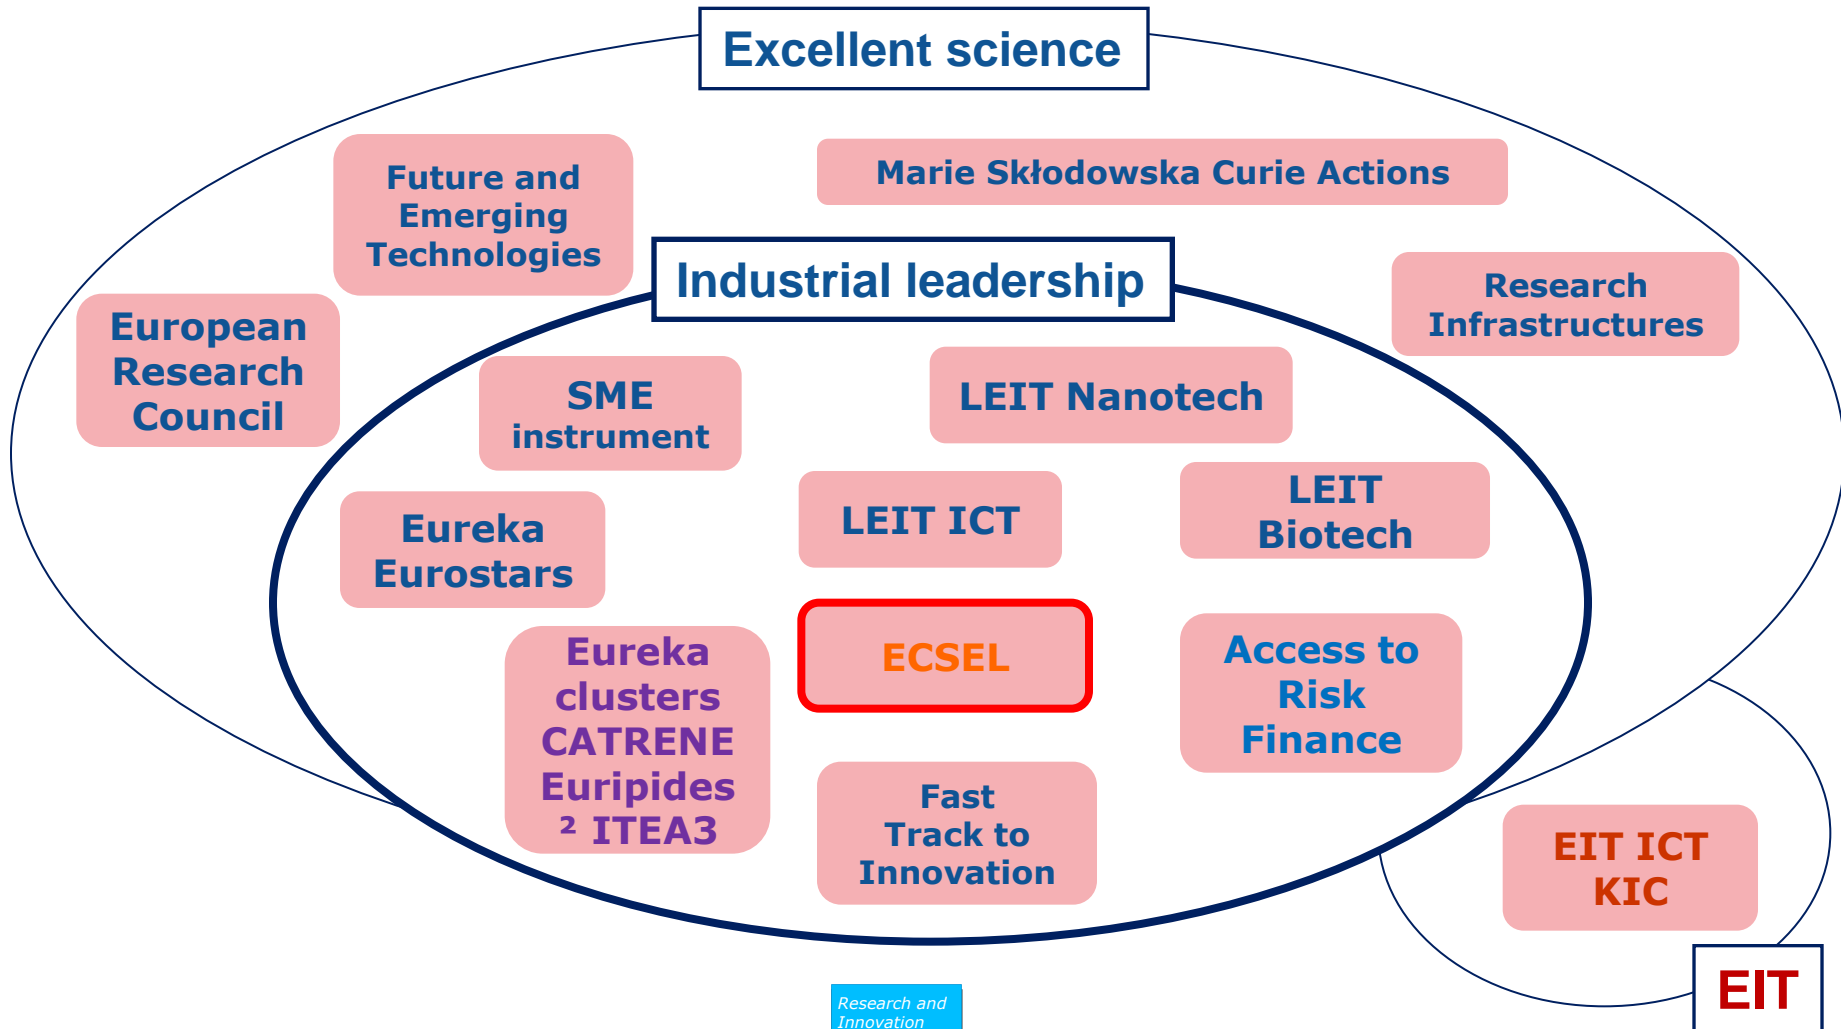 Excellent science
Future and
Emerging
Technologies
Marie Skłodowska Curie Actions
Industrial leadership
Research
Infrastructures
European
Research
Council
SME
instrument
LEIT Nanotech
LEIT ICT
LEIT
Biotech
Eureka
Eurostars
ECSEL
Eureka
clusters
CATRENE
Euripides
² ITEA3
Access to
Risk
Finance
Fast
Track to
Innovation
EIT ICT
KIC
EIT
Research and
Innovation